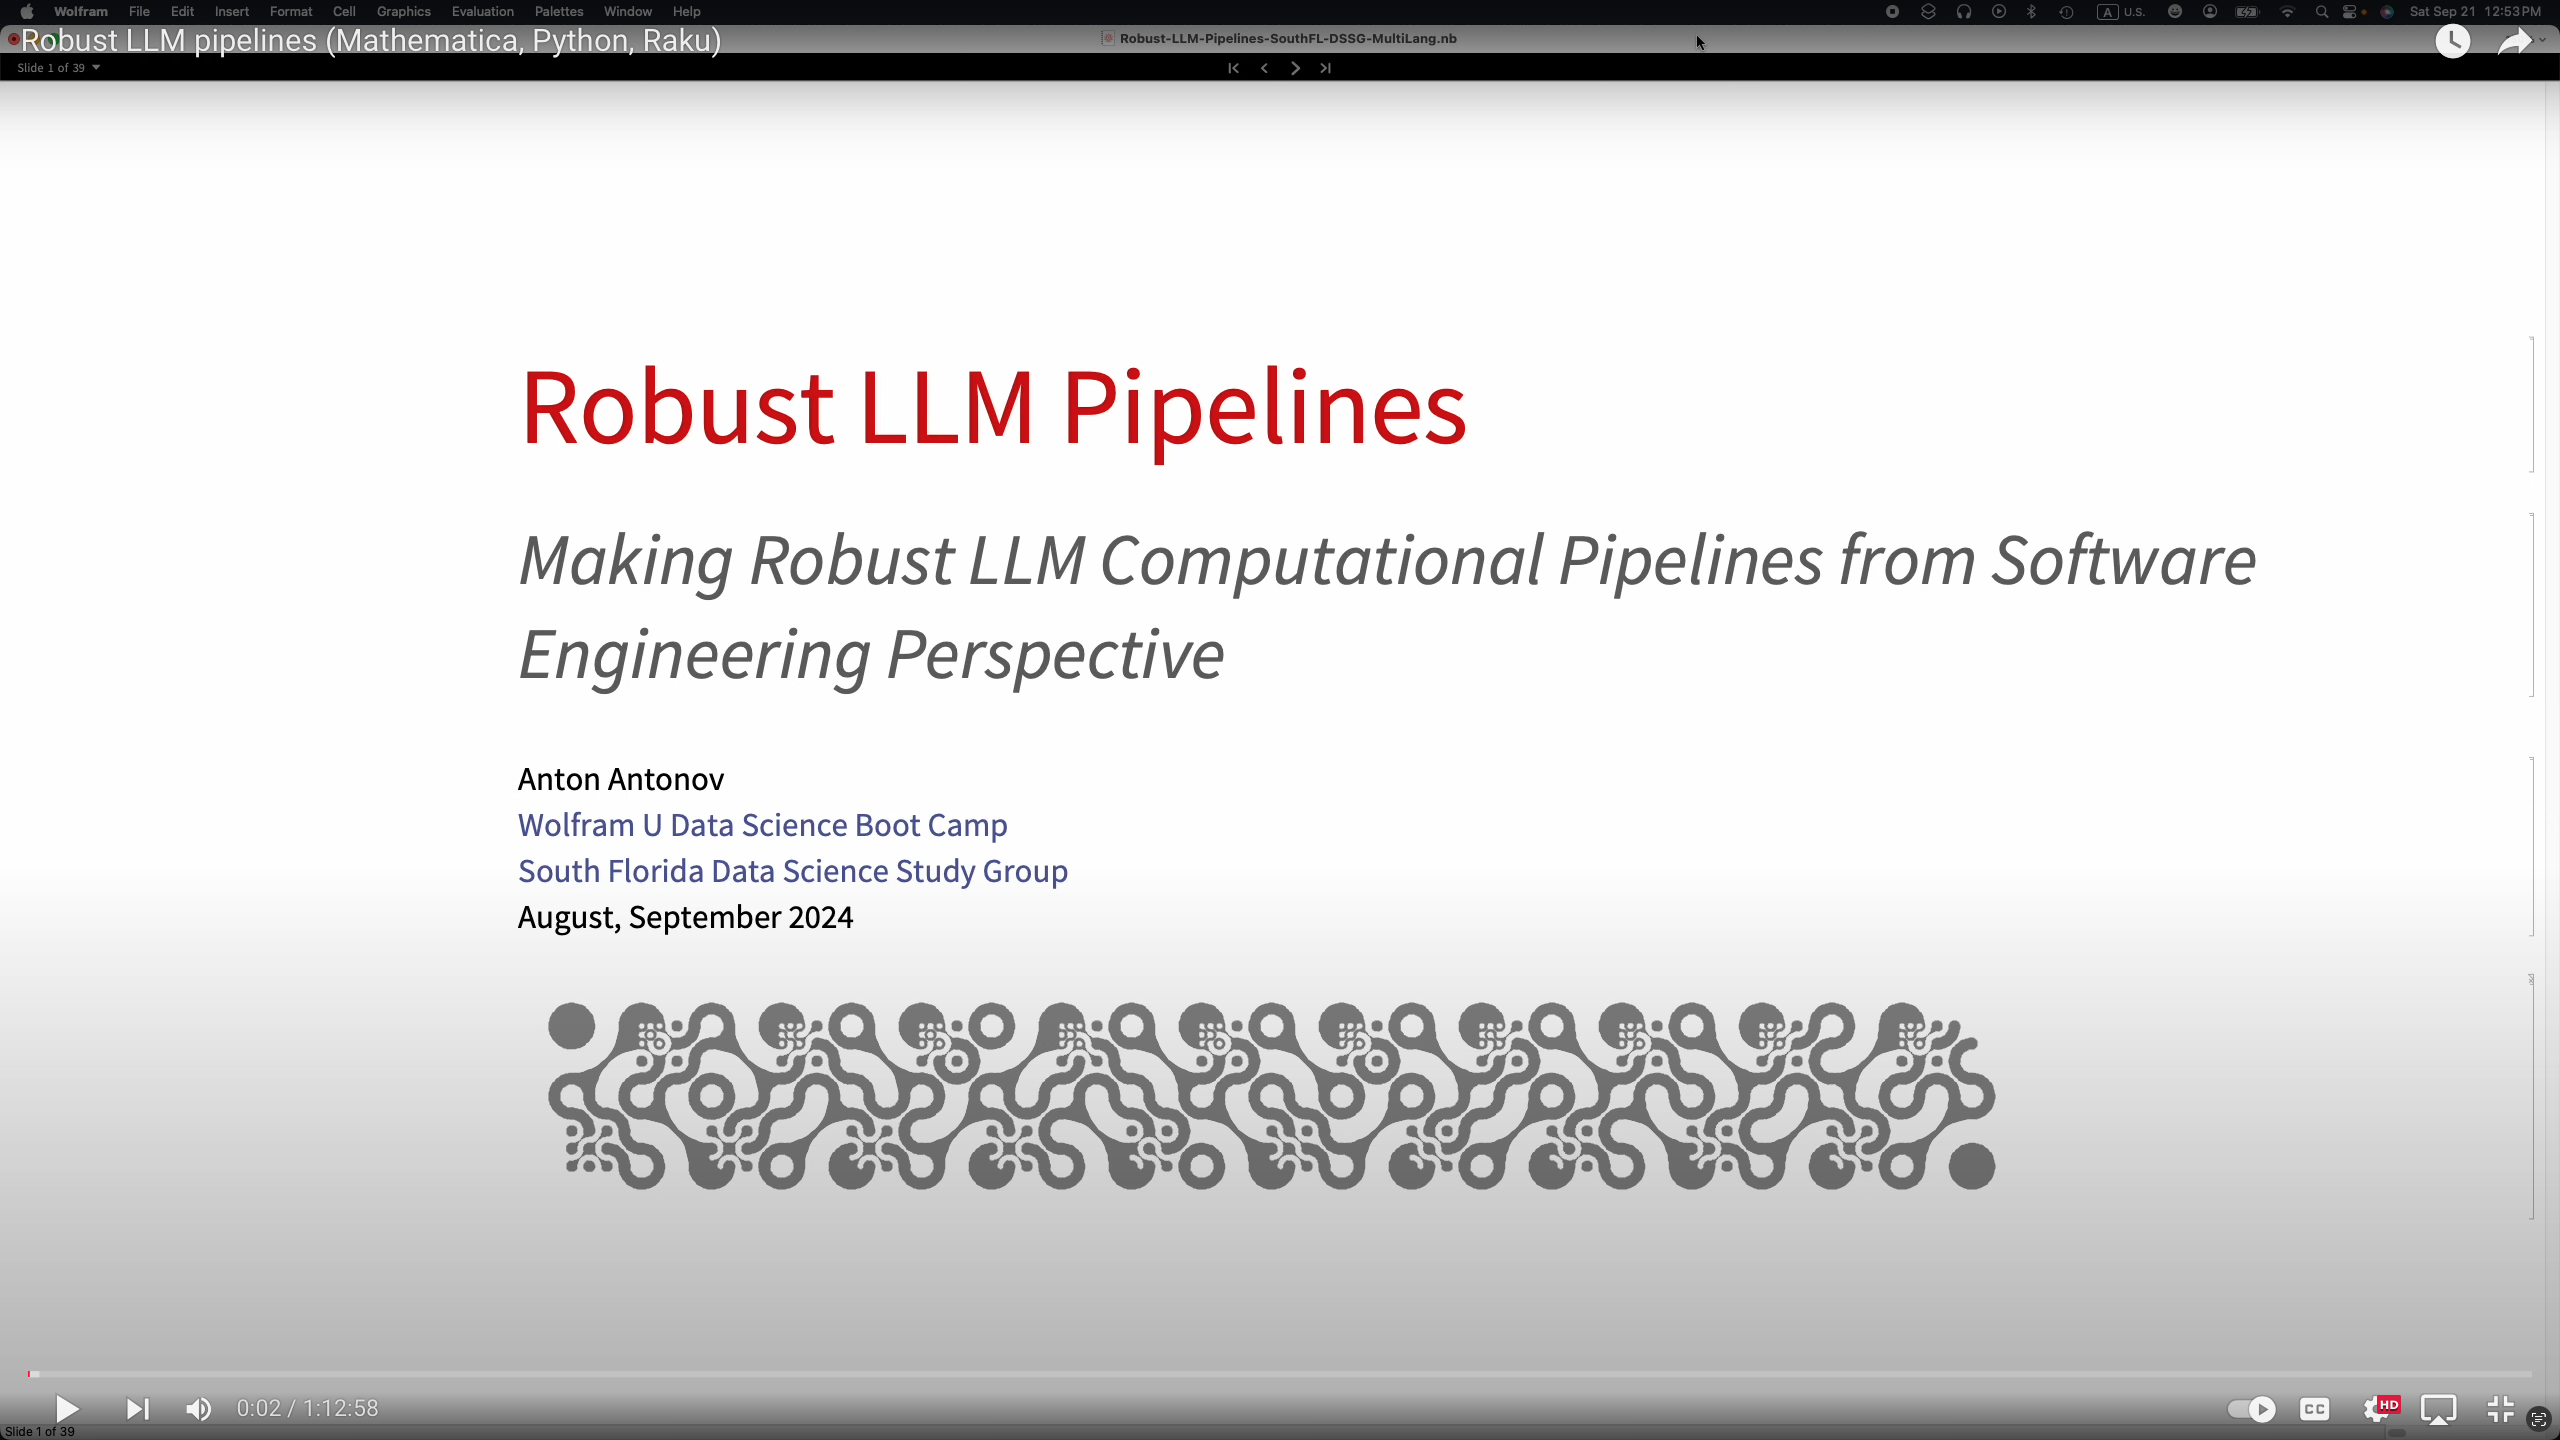 Wolfram File Edit Insert Format Cell Graphics Evaluation Palettes Window Help A U.S. Sat Sep 21 12:53 PM
Robust LLM pipelines (Mathematica, Python, Raku)
Robust-LLM-Pipelines-SouthFL-DSSG-MultiLang.nb
Slide 1 of 39
Robust LLM Pipelines
Making Robust LLM Computational Pipelines from Software
Engineering Perspective
Anton Antonov
Wolfram U Data Science Boot Camp
South Florida Data Science Study Group
August, September 2024
0:02 / 1:12:58 CC HD
Slide 1 of 39